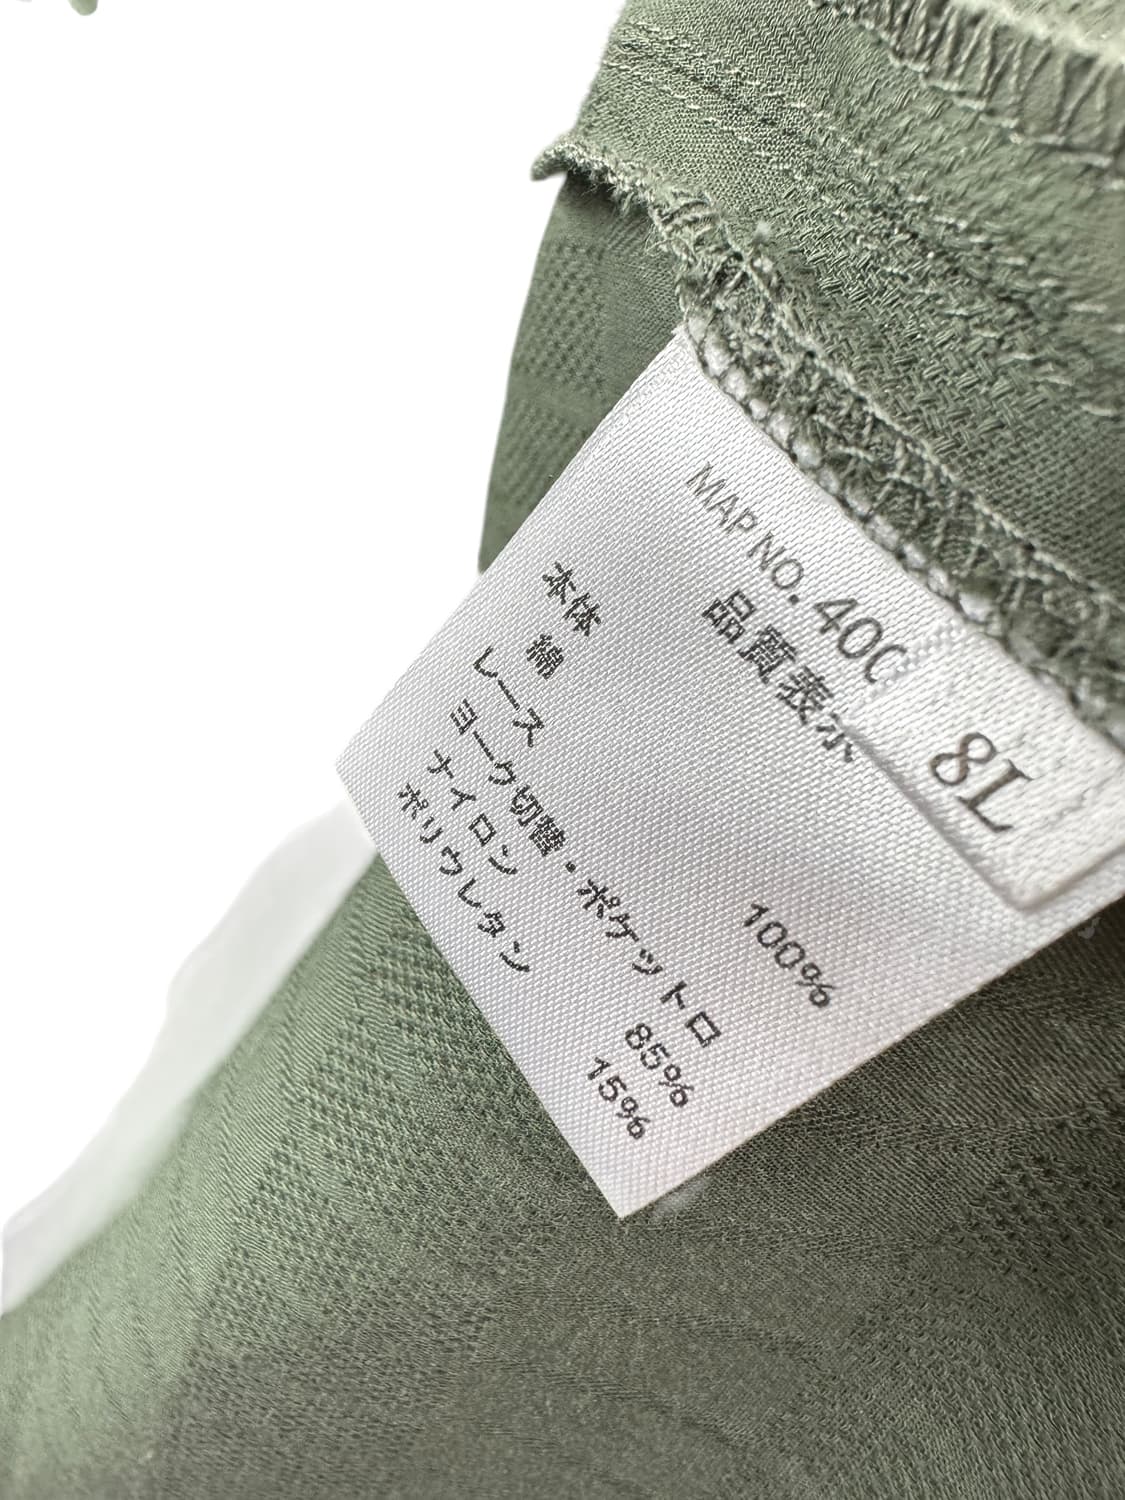 MAP NO. 400
品質表示
8L
本体
綿 100%
レース
ヨーク切替・ポケット口
ナイロン 85%
ポリウレタン 15%